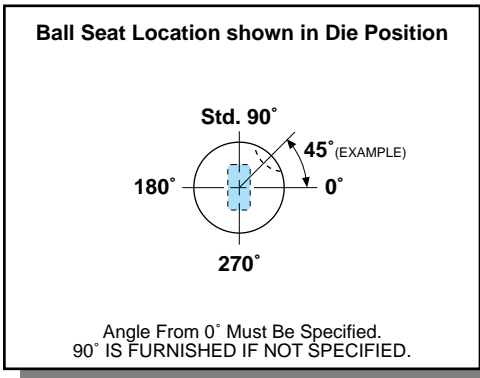 Ball Seat Location shown in Die Position
Std. 90˚
45˚(EXAMPLE)
180˚
0˚
270˚
Angle From 0˚ Must Be Specified.
90˚ IS FURNISHED IF NOT SPECIFIED.